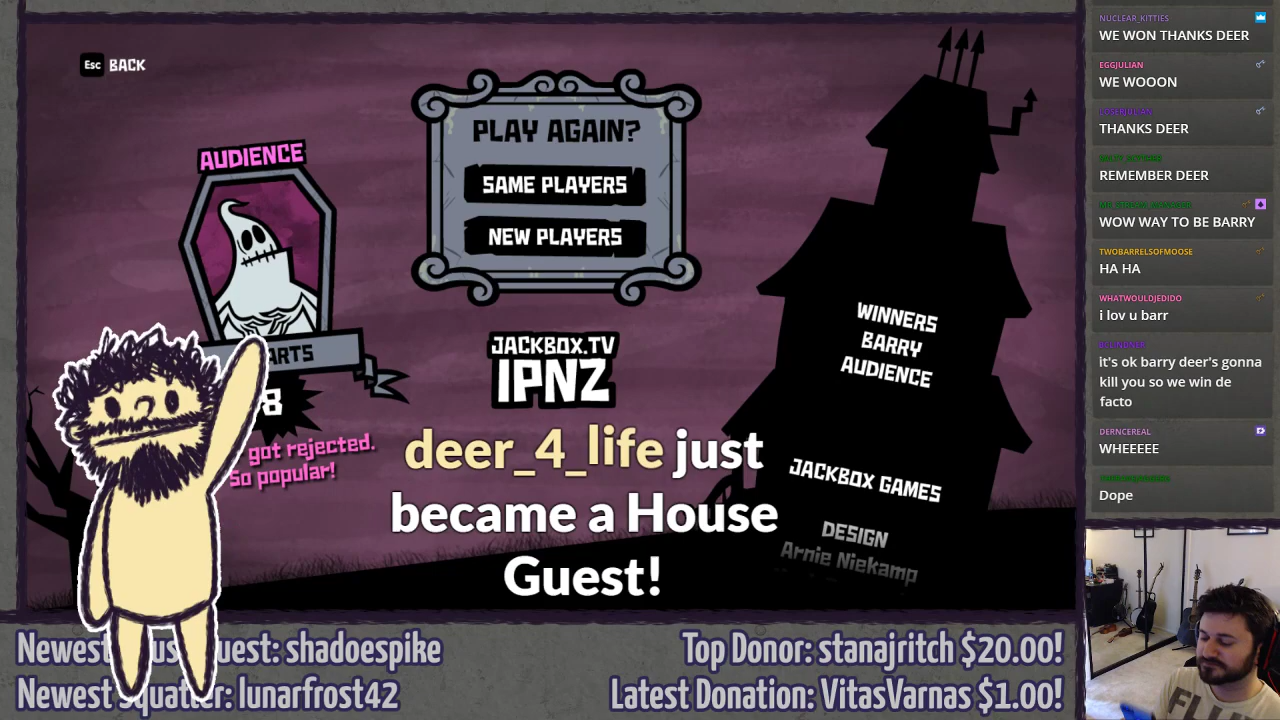 Esc BACK
AUDIENCE
PLAY AGAIN?
SAME PLAYERS
NEW PLAYERS
JACKBOX.TV
IPNZ
8
got rejected.
So popular!
WINNERS
BARRY
AUDIENCE
JACKBOX GAMES
DESIGN
Arnie Niekamp
deer_4_life just
became a House
Guest!
Newest
shadoespike
Newest
lunarfrost42
Top Donor: stanajritch $20.00!
Latest Donation: VitasVarnas $1.00!
NUCLEAR_KITTIES
WE WON THANKS DEER
EGGJULIAN
WE WOOON
THANKS DEER
REMEMBER DEER
WOW WAY TO BE BARRY
TWOBARRELSOFMOOSE
HA HA
WHATWOULDJEDIDO
i lov u barr
it's ok barry deer's gonna
kill you so we win de
facto
DERNCEREAL
WHEEEEE
Dope